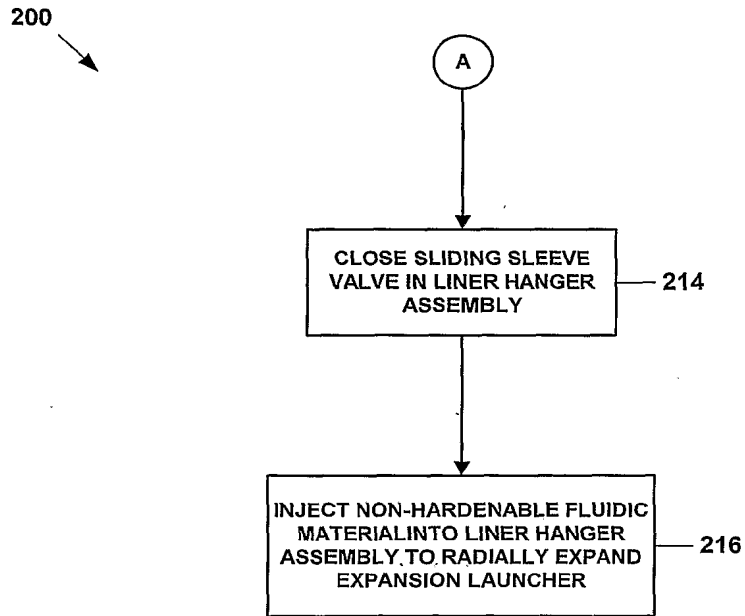 200
A
CLOSE SLIDING SLEEVE
VALVE IN LINER HANGER
ASSEMBLY
214
INJECT NON-HARDENABLE FLUIDIC
MATERIALINTO LINER HANGER
ASSEMBLY TO RADIALLY EXPAND
EXPANSION LAUNCHER
216